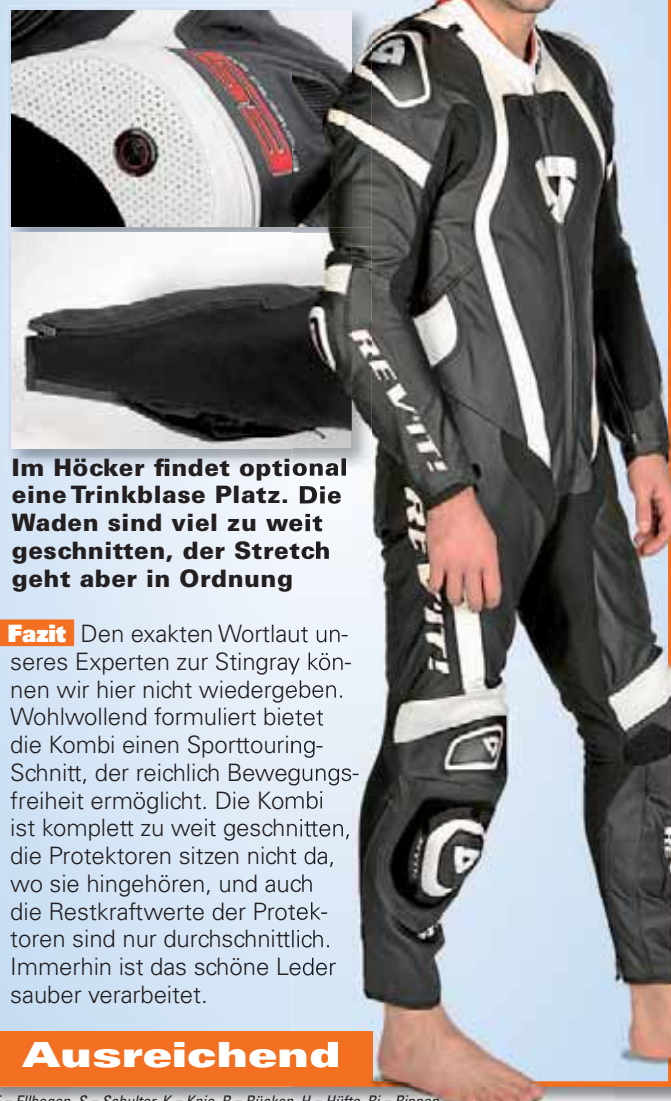 Im Höcker findet optional
eine Trinkblase Platz. Die
Waden sind viel zu weit
geschnitten, der Stretch
geht aber in Ordnung
Fazit Den exakten Wortlaut un-
seres Experten zur Stingray kön-
nen wir hier nicht wiedergeben.
Wohlwollend formuliert bietet
die Kombi einen Sporttouring-
Schnitt, der reichlich Bewegungs-
freiheit ermöglicht. Die Kombi
ist komplett zu weit geschnitten,
die Protektoren sitzen nicht da,
wo sie hingehören, und auch
die Restkraftwerte der Protek-
toren sind nur durchschnittlich.
Immerhin ist das schöne Leder
sauber verarbeitet.
Ausreichend
REV'IT!
REV'IT!